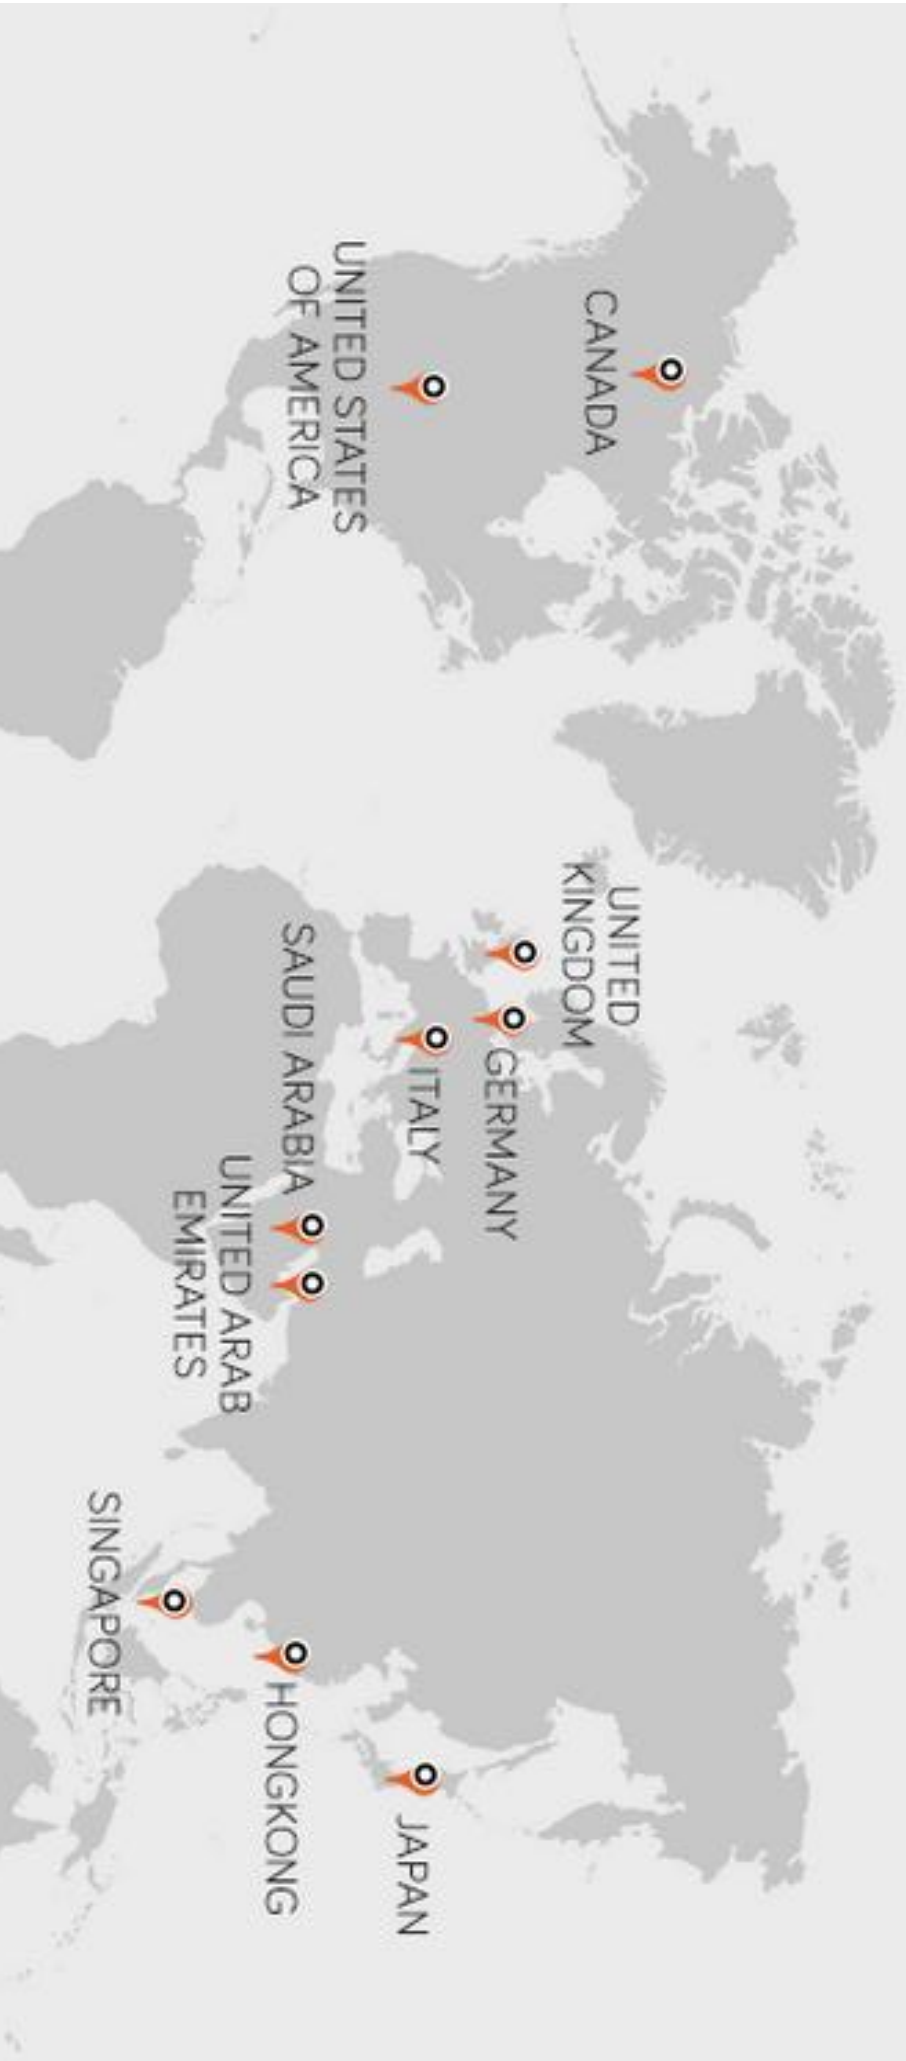 CANADA
UNITED STATES
OF AMERICA
UNITED
KINGDOM
GERMANY
ITALY
SAUDI ARABIA
UNITED ARAB
EMIRATES
SINGAPORE
HONGKONG
JAPAN